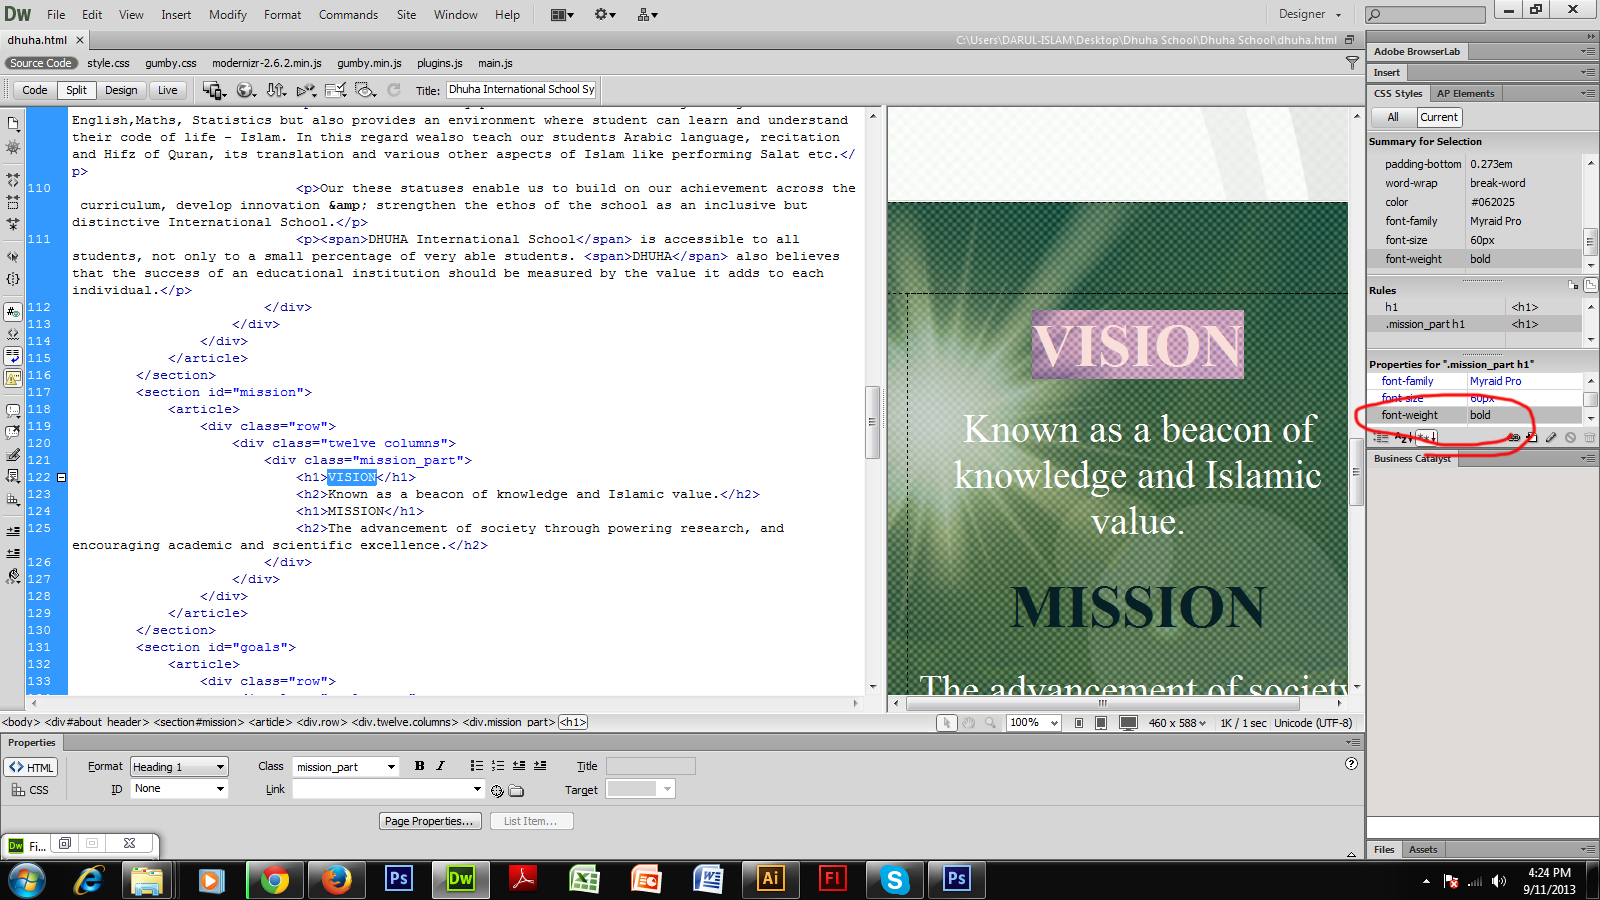 Dw File Edit View Insert Modify Format Commands Site Window Help Designer
dhuha.html × C:\Users\DARUL-ISLAM\Desktop\Dhuha School\Dhuha School\dhuha.html
Source Code style.css gumby.css modernizr-2.6.2.min.js gumby.min.js plugins.js main.js
Code Split Design Live Title: Dhuha International School Sy
English,Maths, Statistics but also provides an environment where student can learn and understand
their code of life - Islam. In this regard wealso teach our students Arabic language, recitation
and Hifz of Quran, its translation and various other aspects of Islam like performing Salat etc.</
p>
110 <p>Our these statuses enable us to build on our achievement across the
curriculum, develop innovation &amp; strengthen the ethos of the school as an inclusive but
distinctive International School.</p>
111 <p><span>DHUHA International School</span> is accessible to all
students, not only to a small percentage of very able students. <span>DHUHA</span> also believes
that the success of an educational institution should be measured by the value it adds to each
individual.</p>
112 </div>
113 </div>
114 </div>
115 </article>
116 </section>
117 <section id="mission">
118 <article>
119 <div class="row">
120 <div class="twelve columns">
121 <div class="mission_part">
122 <h1>VISION</h1>
123 <h2>Known as a beacon of knowledge and Islamic value.</h2>
124 <h1>MISSION</h1>
125 <h2>The advancement of society through powering research, and
encouraging academic and scientific excellence.</h2>
126 </div>
127 </div>
128 </div>
129 </article>
130 </section>
131 <section id="goals">
132 <article>
133 <div class="row">
VISION
Known as a beacon of
knowledge and Islamic
value.
MISSION
The advancement of society
Adobe BrowserLab
Insert
CSS Styles AP Elements
All Current
Summary for Selection
padding-bottom 0.273em
word-wrap break-word
color #062025
font-family Myraid Pro
font-size 60px
font-weight bold
Rules
h1 <h1>
.mission_part h1 <h1>
Properties for ".mission_part h1"
font-family Myraid Pro
font-size 60px
font-weight bold
Business Catalyst
Files Assets
<body> <div#about_header> <section#mission> <article> <div.row> <div.twelve.columns> <div.mission_part> <h1> 100% 460 x 588 1K / 1 sec Unicode (UTF-8)
Properties
<> HTML Format Heading 1 Class mission_part B I Title
CSS ID None Link Target
Page Properties... List Item...
Dw Fi...
Ps Dw Ai Fl S Ps
4:24 PM
9/11/2013